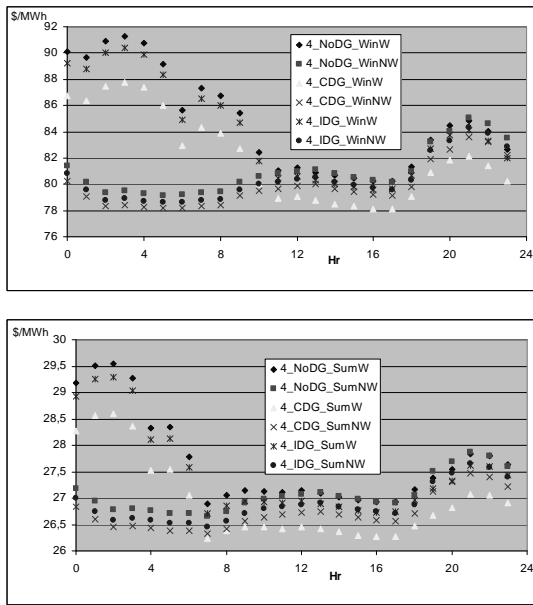 $/MWh
92
90
88
86
84
82
80
78
76
4_NoDG_WinW
4_NoDG_WinNW
4_CDG_WinW
4_CDG_WinNW
4_IDG_WinW
4_IDG_WinNW
0 4 8 12 16 20 24
Hr
$/MWh
30
29,5
29
28,5
28
27,5
27
26,5
26
4_NoDG_SumW
4_NoDG_SumNW
4_CDG_SumW
4_CDG_SumNW
4_IDG_SumW
4_IDG_SumNW
0 4 8 12 16 20 24
Hr